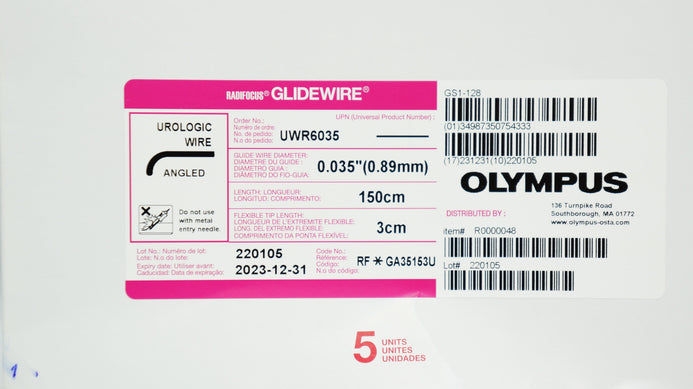 RADIFOCUS® GLIDEWIRE®
UROLOGIC
WIRE
ANGLED
Do not use
with metal
entry needle.
Order No.:
Numéro de ordre:
No. de pedido:
N.o do pedido:
UPN (Universal Product Number) :
UWR6035
GUIDE WIRE DIAMETER:
DIAMÈTRE DU GUIDE :
DIÁMETRO GUIA :
DIÂMETRO DO FIO-GUIA:
0.035"(0.89mm)
LENGTH: LONGUEUR:
LONGITUD: COMPRIMENTO:
150cm
FLEXIBLE TIP LENGTH:
LONGUEUR DE L'EXTREMITE FLEXIBLE:
LONG. DEL EXTREMO FLEXIBLE:
COMPRIMENTO DA PONTA FLEXÍVEL:
3cm
Lot No.: Numéro de lot:
Lote: N.o do lote:
220105
Expiry date: Utiliser avant:
Caducidad: Data de expiração:
2023-12-31
Code No.:
Référence:
Código:
N.o do código:
RF * GA35153U
GS1-128
(01)34987350754333
(17)231231(10)220105
OLYMPUS
DISTRIBUTED BY :
136 Turnpike Road
Southborough, MA 01772
www.olympus-osta.com
item# R0000048
Lot# 220105
5 UNITS
UNITES
UNIDADES
1